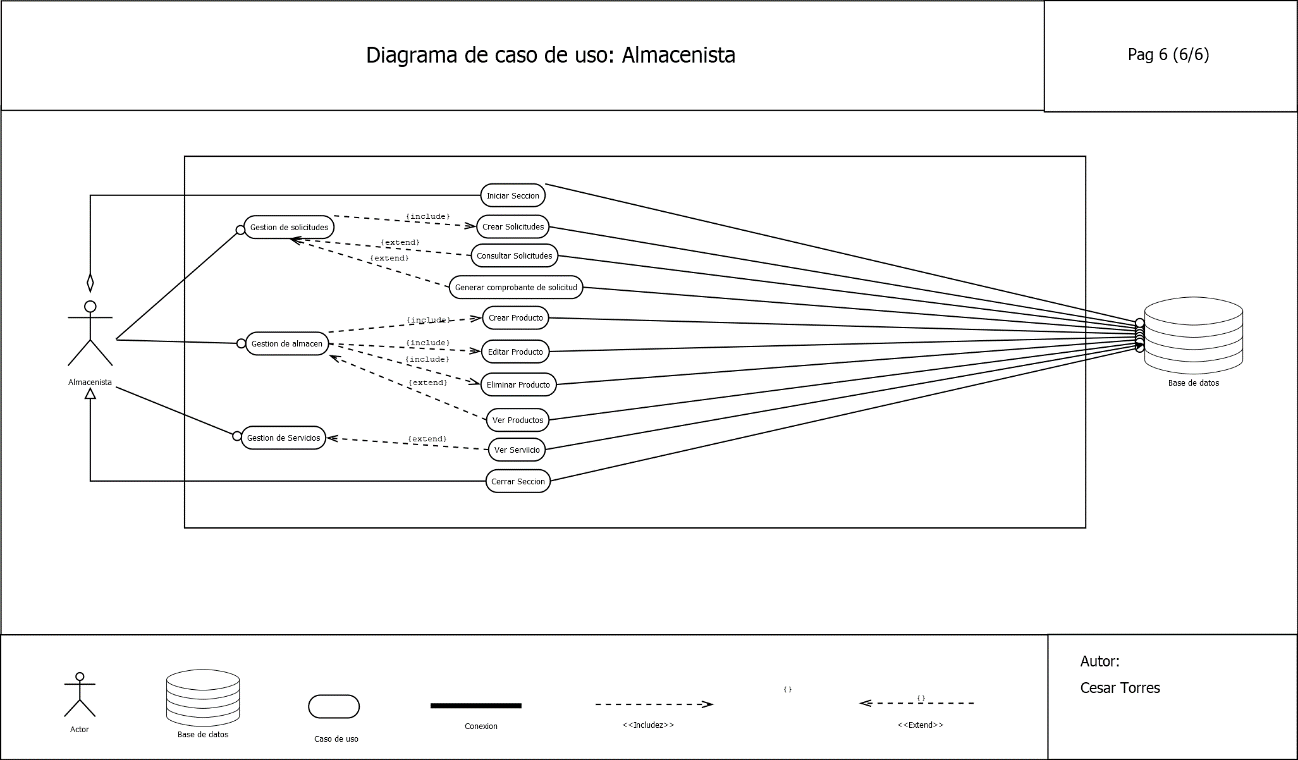 Diagrama de caso de uso: Almacenista
Pag 6 (6/6)
Iniciar Seccion
Gestion de solicitudes
{include}
Crear Solicitudes
{extend}
Consultar Solicitudes
{extend}
Generar comprobante de solicitud
{include}
Crear Producto
Gestion de almacen
{include}
Editar Producto
{include}
Eliminar Producto
{extend}
Ver Productos
Almacenista
Base de datos
Gestion de Servicios
{extend}
Ver Servilcio
Cerrar Seccion
Actor
Base de datos
Caso de uso
Conexion
<<Includez>>
{}
{}
<<Extend>>
Autor:
Cesar Torres